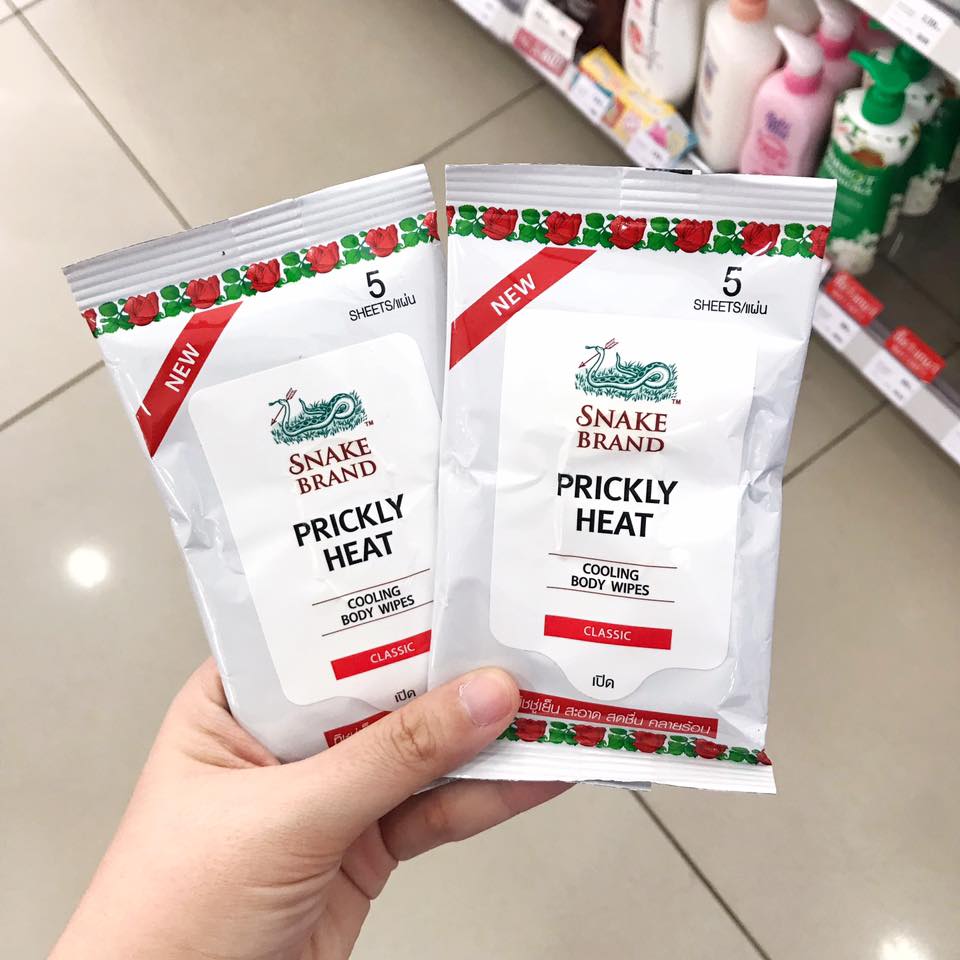 NEW
5
SHEETS/แผ่น
SNAKE
BRAND
™
PRICKLY
HEAT
COOLING
BODY WIPES
CLASSIC
เปิด
NEW
5
SHEETS/แผ่น
SNAKE
BRAND
™
PRICKLY
HEAT
COOLING
BODY WIPES
CLASSIC
เปิด
สะอาด สดชื่น คลายร้อน